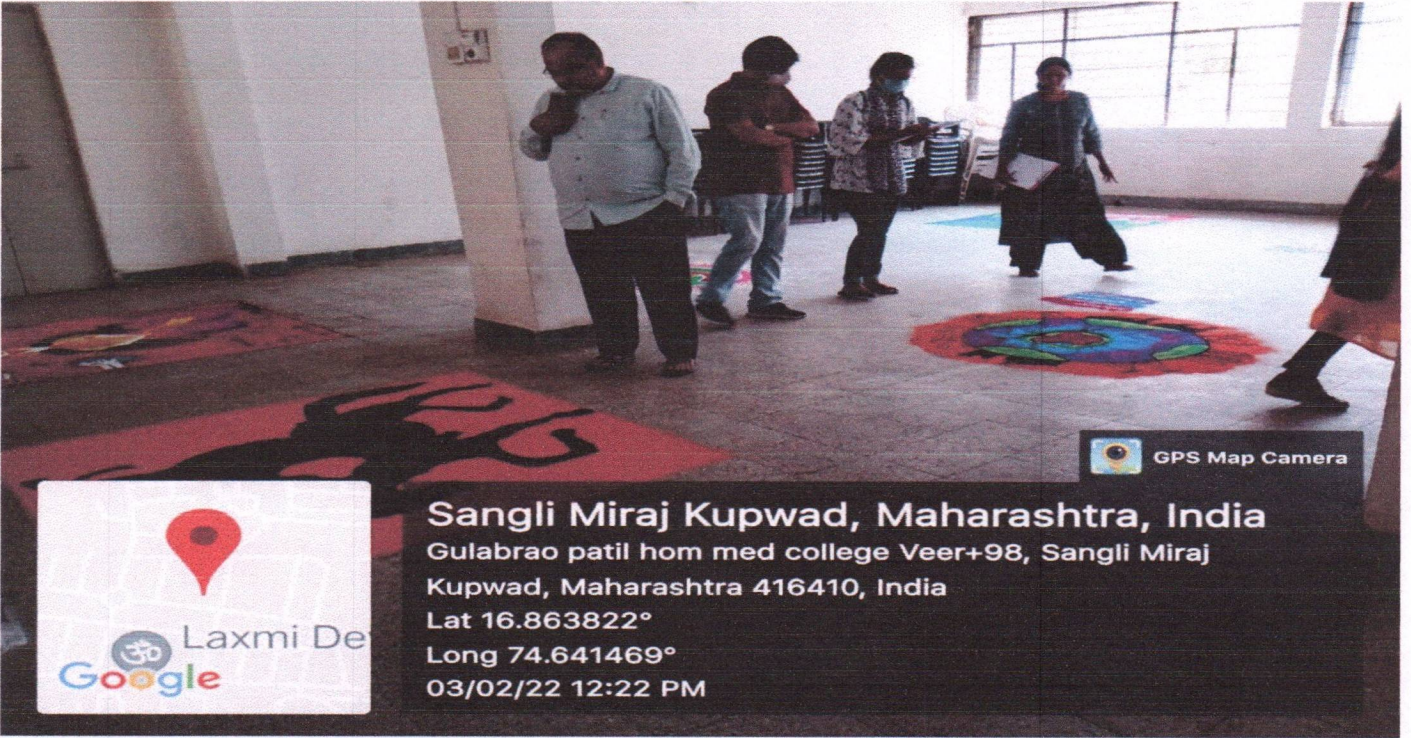 GPS Map Camera
Sangli Miraj Kupwad, Maharashtra, India
Gulabrao patil hom med college Veer+98, Sangli Miraj
Kupwad, Maharashtra 416410, India
Lat 16.863822°
Long 74.641469°
03/02/22 12:22 PM
ॐ
Laxmi De
Google